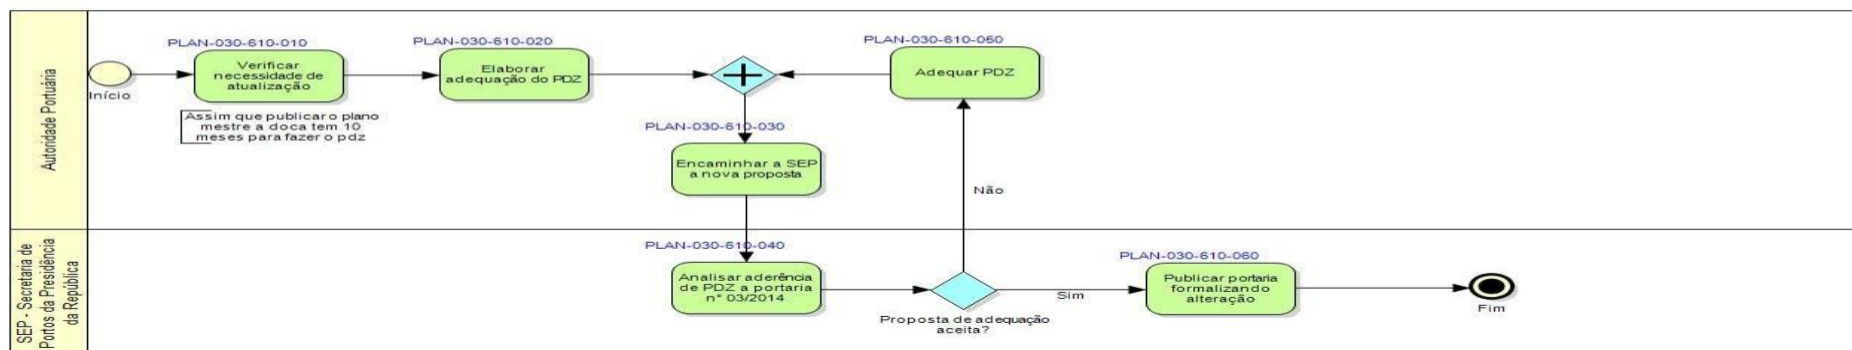 Autoridade Portuária
Início
PLAN-030-610-010
Verificar
necessidade de
atualização
Assim que publicar o plano
mestre a doca tem 10
meses para fazer o pdz
PLAN-030-610-020
Elaborar
adequação do PDZ
PLAN-030-610-050
Adequar PDZ
PLAN-030-610-030
Encaminhar a SEP
a nova proposta
Não
SEP - Secretaria de
Portos da Presidência
da República
PLAN-030-610-040
Analisar aderência
de PDZ a portaria
n° 03/2014
Proposta de adequação
aceita?
Sim
PLAN-030-610-060
Publicar portaria
formalizando
alteração
Fim